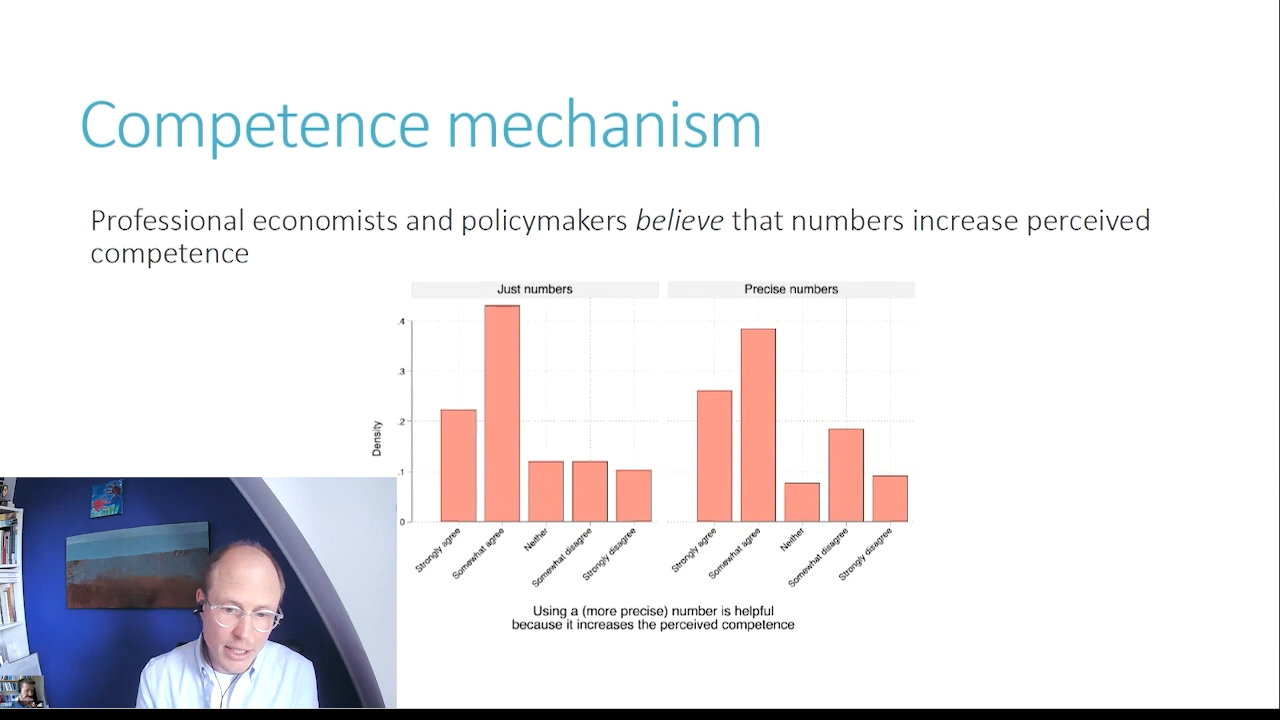 Competence mechanism
Professional economists and policymakers believe that numbers increase perceived
competence
Just numbers
Precise numbers
Density
.4
.3
.2
.1
0
Strongly agree
Somewhat agree
Neither
Somewhat disagree
Strongly disagree
Strongly agree
Somewhat agree
Neither
Somewhat disagree
Strongly disagree
Using a (more precise) number is helpful
because it increases the perceived competence